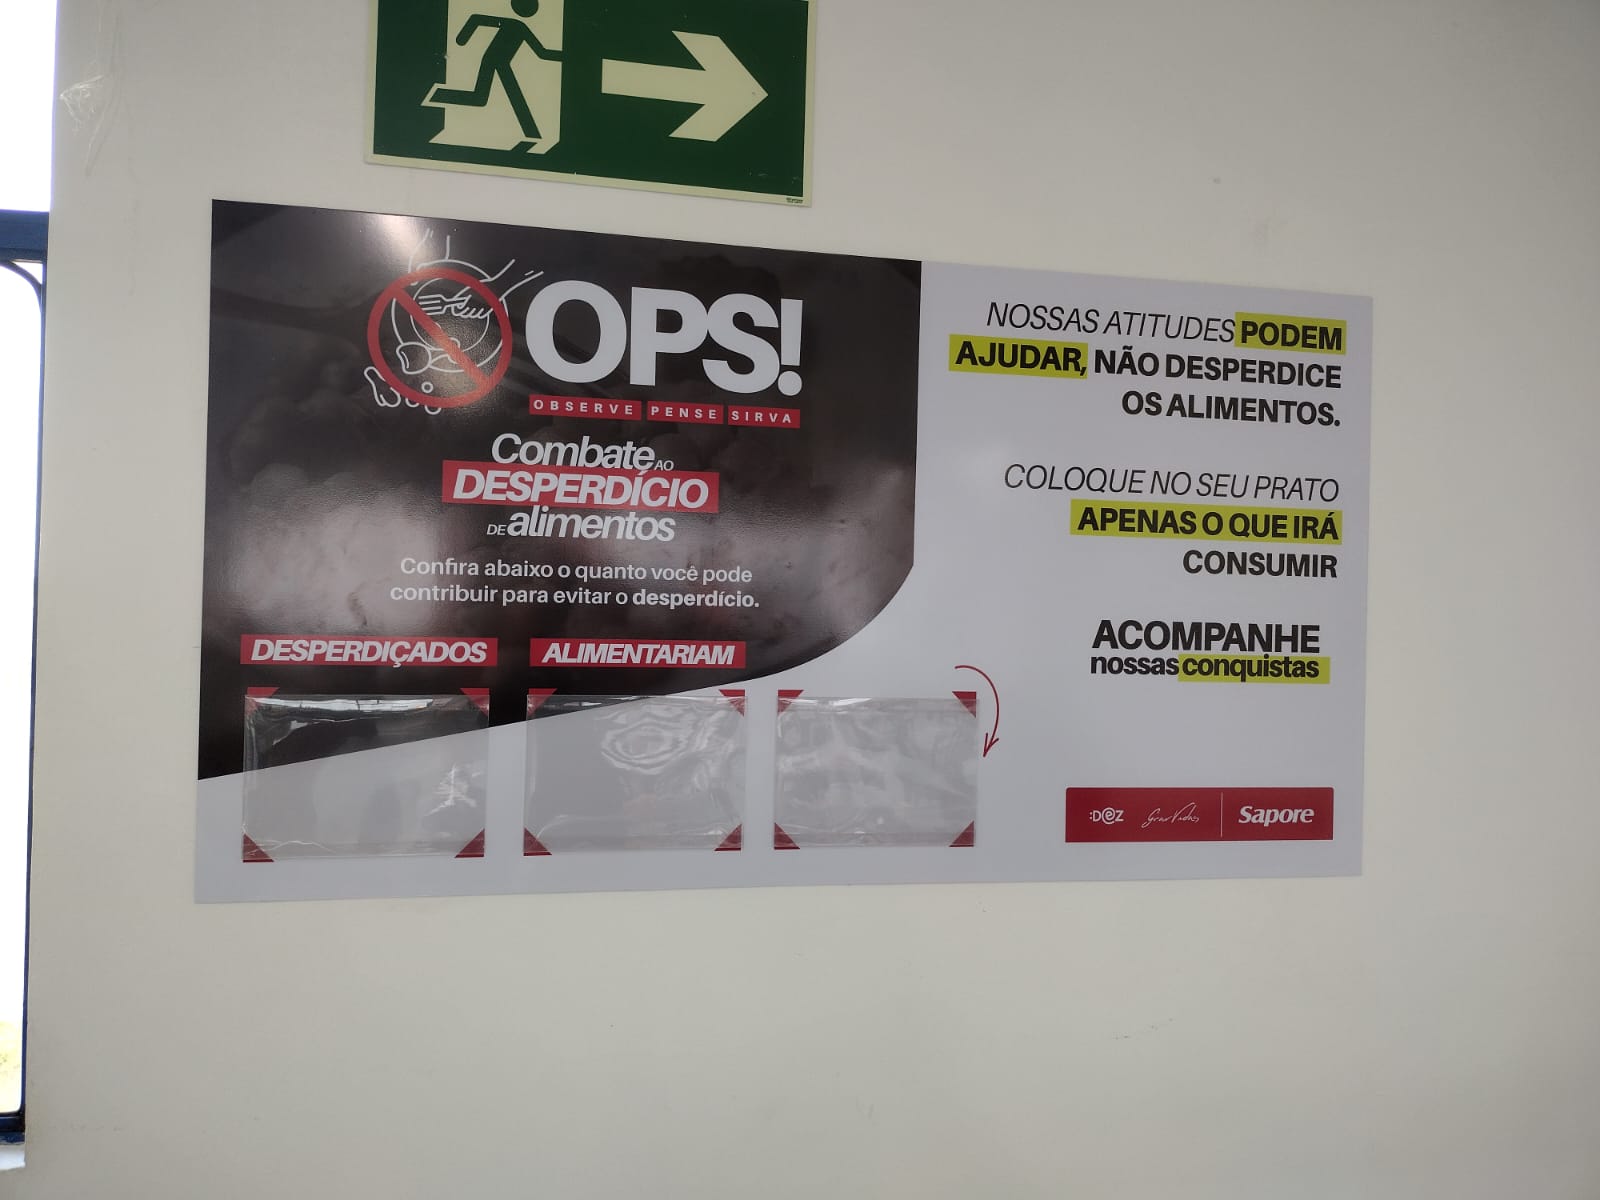 OPS!
OBSERVE PENSE SIRVA
Combate AO
DESPERDÍCIO
DE alimentos
Confira abaixo o quanto você pode
contribuir para evitar o desperdício.
DESPERDIÇADOS
ALIMENTARIAM
NOSSAS ATITUDES PODEM
AJUDAR, NÃO DESPERDICE
OS ALIMENTOS.
COLOQUE NO SEU PRATO
APENAS O QUE IRÁ
CONSUMIR
ACOMPANHE
nossas conquistas
:D@Z
Sapore